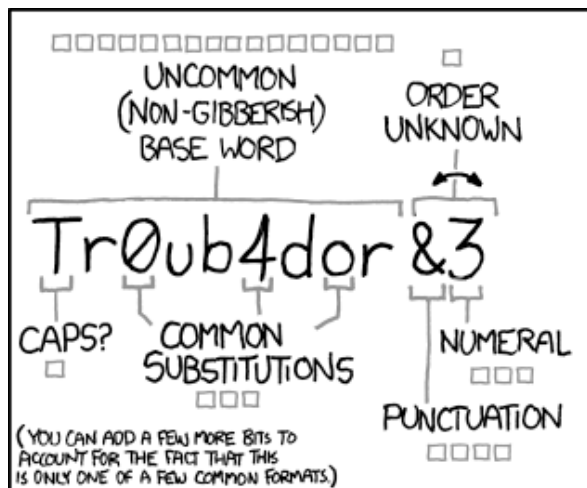 UNCOMMON
(NON-GIBBERISH)
BASE WORD
ORDER
UNKNOWN
Tr0ub4dor &3
CAPS?
COMMON
SUBSTITUTIONS
NUMERAL
PUNCTUATION
(YOU CAN ADD A FEW MORE BITS TO
ACCOUNT FOR THE FACT THAT THIS
IS ONLY ONE OF A FEW COMMON FORMATS.)